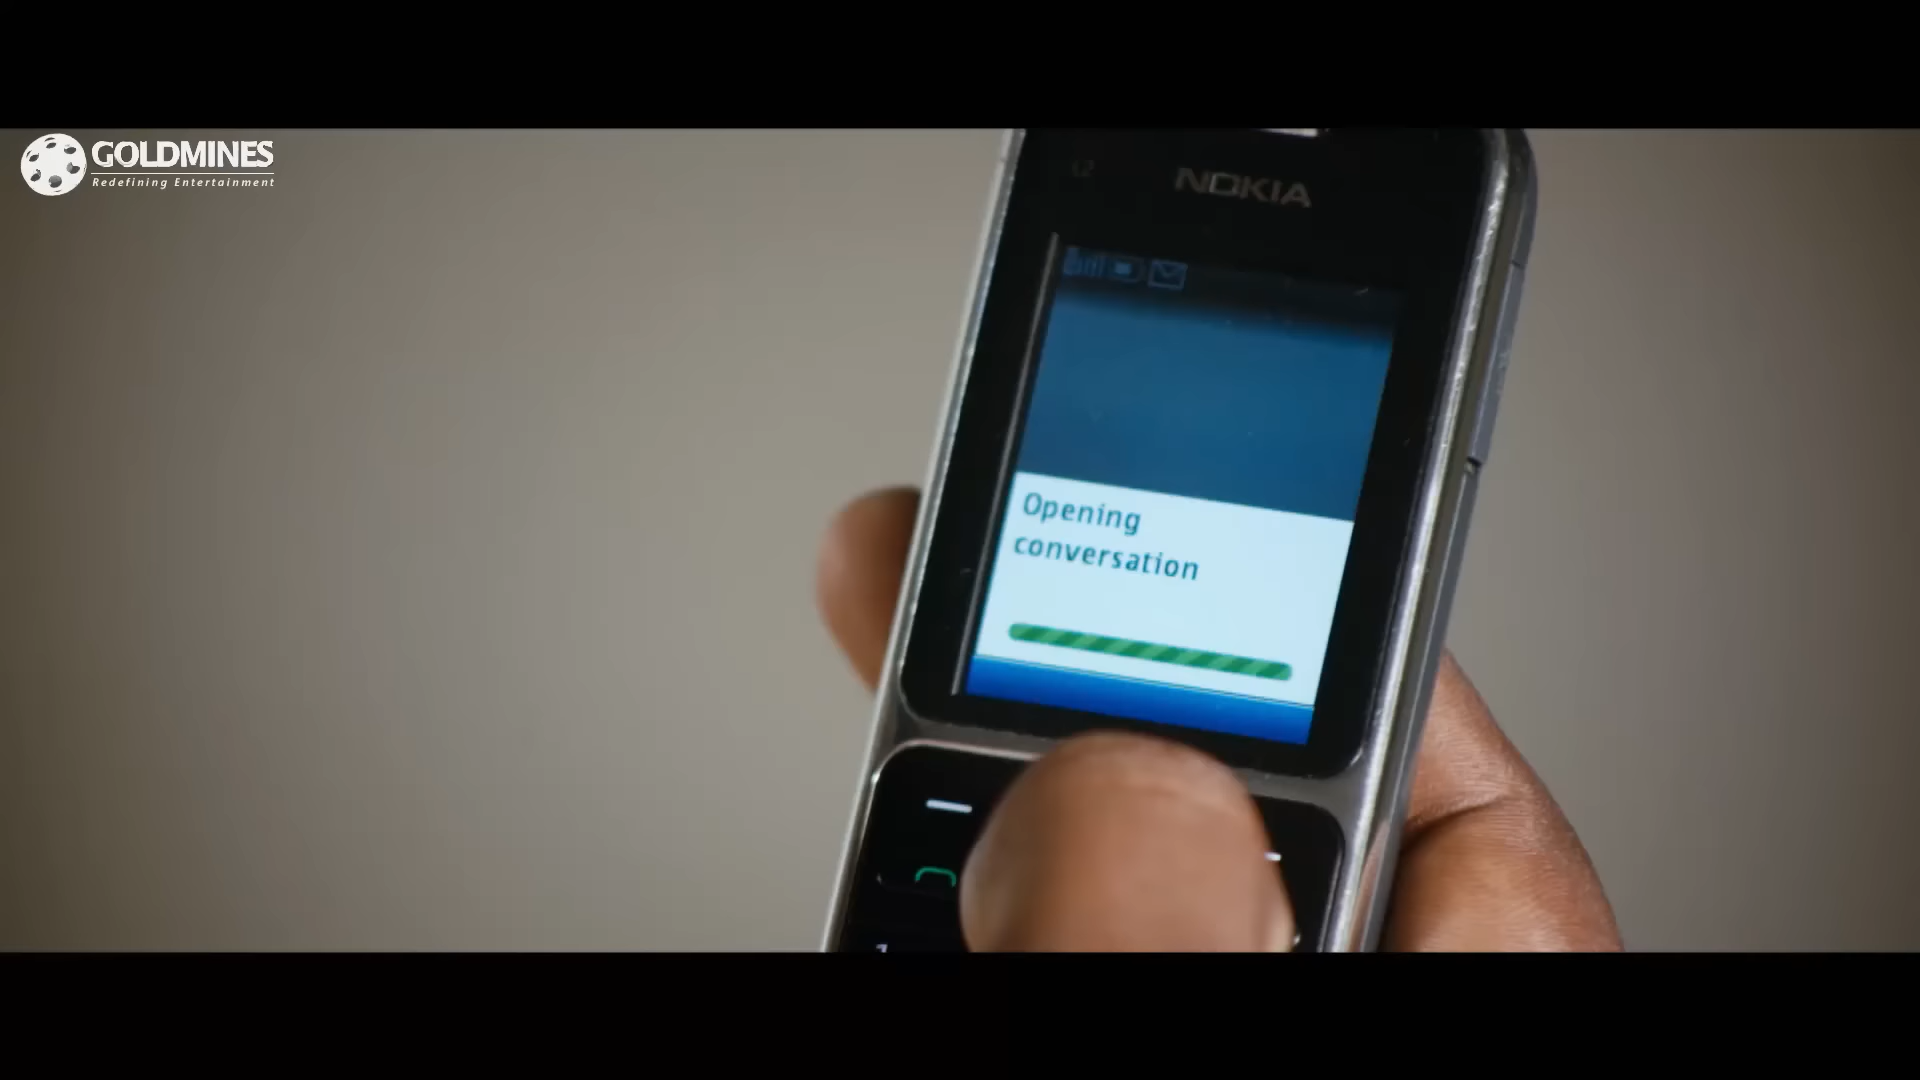 GOLDMINES
Redefining Entertainment
NOKIA
Opening
conversation